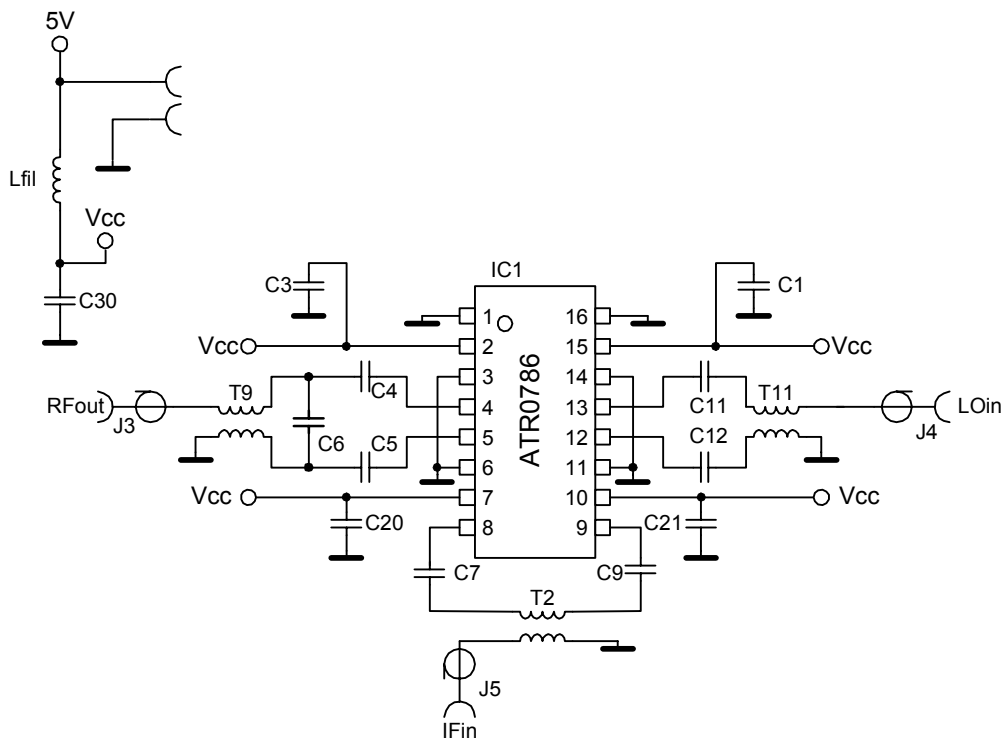 5V
Lfil
Vcc
C30
C3
IC1
C1
1
16
Vcc
2
15
Vcc
3
14
T9
C4
T11
RFout
4
13
C11
LOin
J3
J4
C6
C5
5
12
C12
ATR0786
6
11
Vcc
7
10
Vcc
C20
8
9
C21
C7
C9
T2
J5
IFin